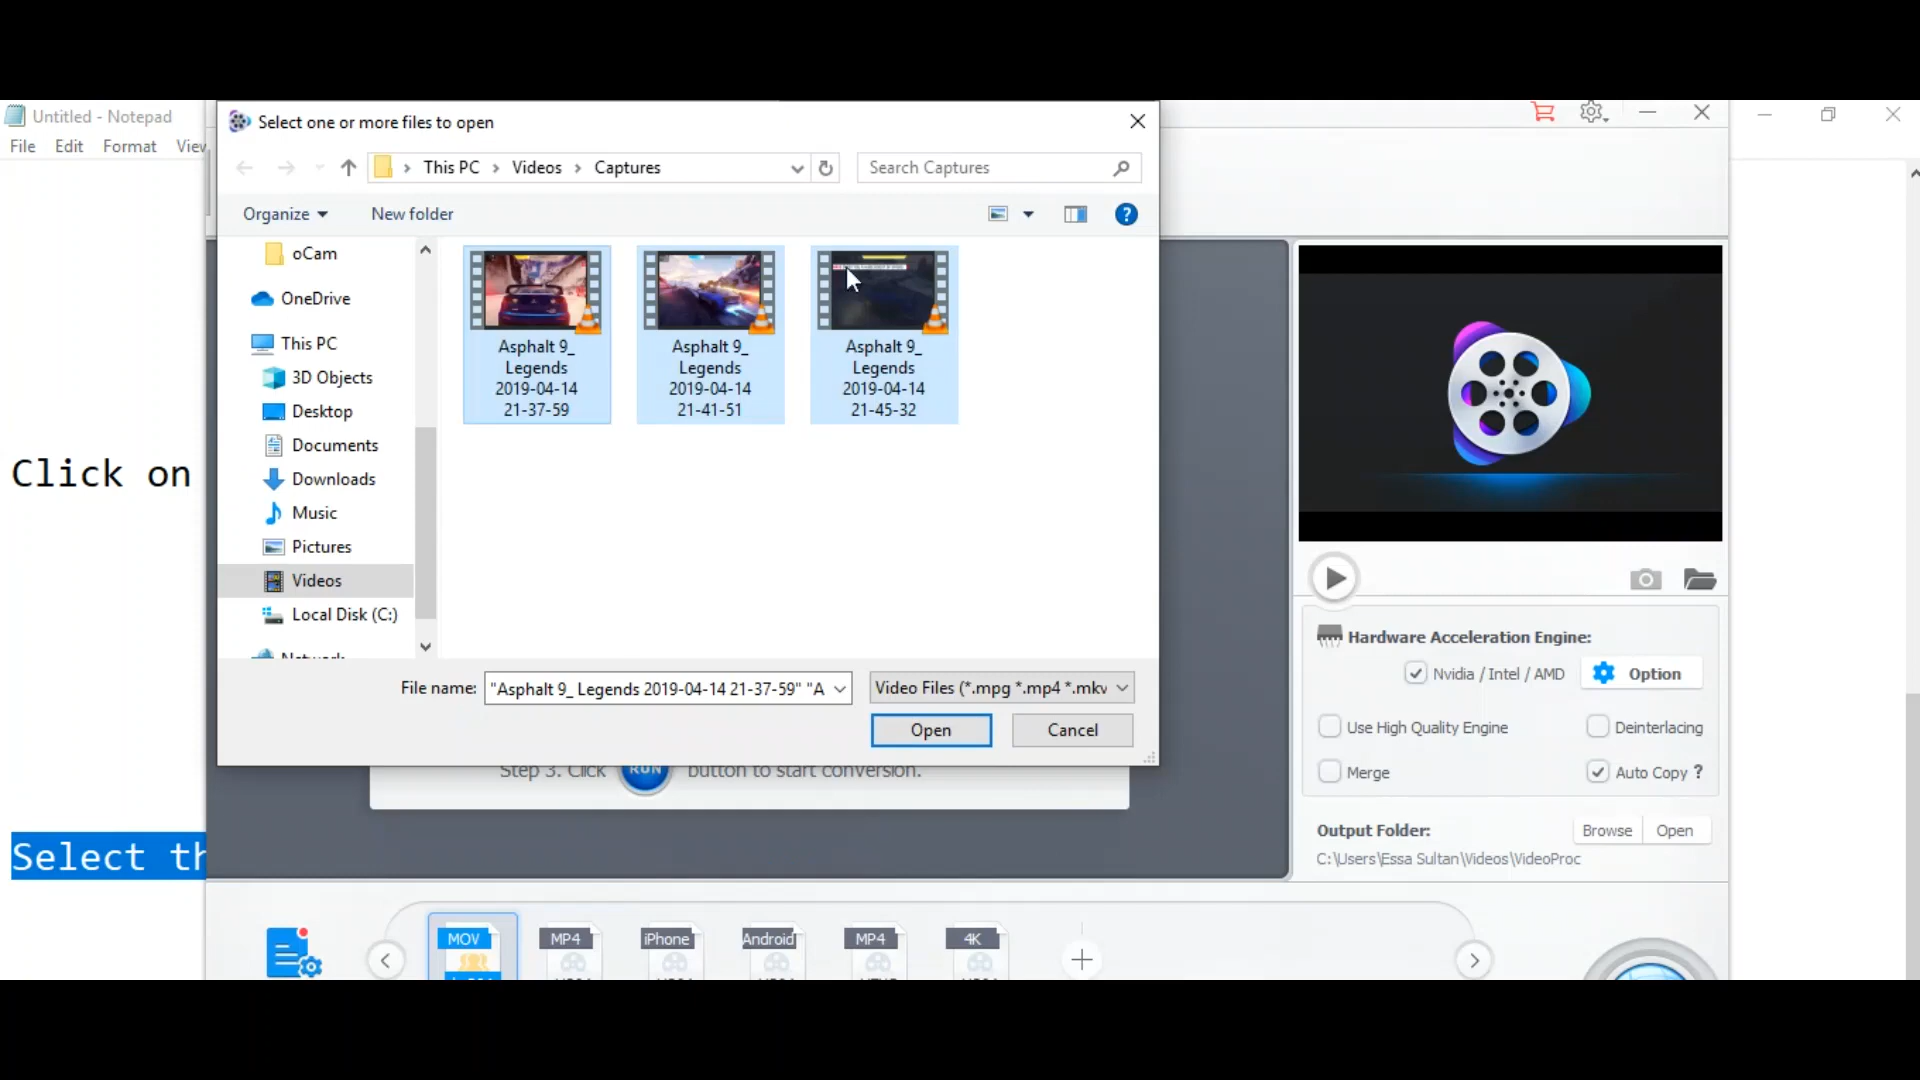 Untitled - Notepad
File Edit Format View
Select one or more files to open
This PC > Videos > Captures
Search Captures
Organize
New folder
?
oCam
OneDrive
This PC
3D Objects
Desktop
Documents
Downloads
Music
Pictures
Videos
Local Disk (C:)
Asphalt 9_
Legends
2019-04-14
21-37-59
Asphalt 9_
Legends
2019-04-14
21-41-51
Asphalt 9_
Legends
2019-04-14
21-45-32
File name: "Asphalt 9_ Legends 2019-04-14 21-37-59" "A
Video Files (*.mpg *.mp4 *.mkv
Open
Cancel
Click on
Select th
Step 3. Click RUN button to start conversion.
Hardware Acceleration Engine:
Nvidia / Intel / AMD
Option
Use High Quality Engine
Deinterlacing
Merge
Auto Copy ?
Output Folder:
Browse
Open
C:\Users\Essa Sultan\Videos\VideoProc
MOV
MP4
iPhone
Android
MP4
4K